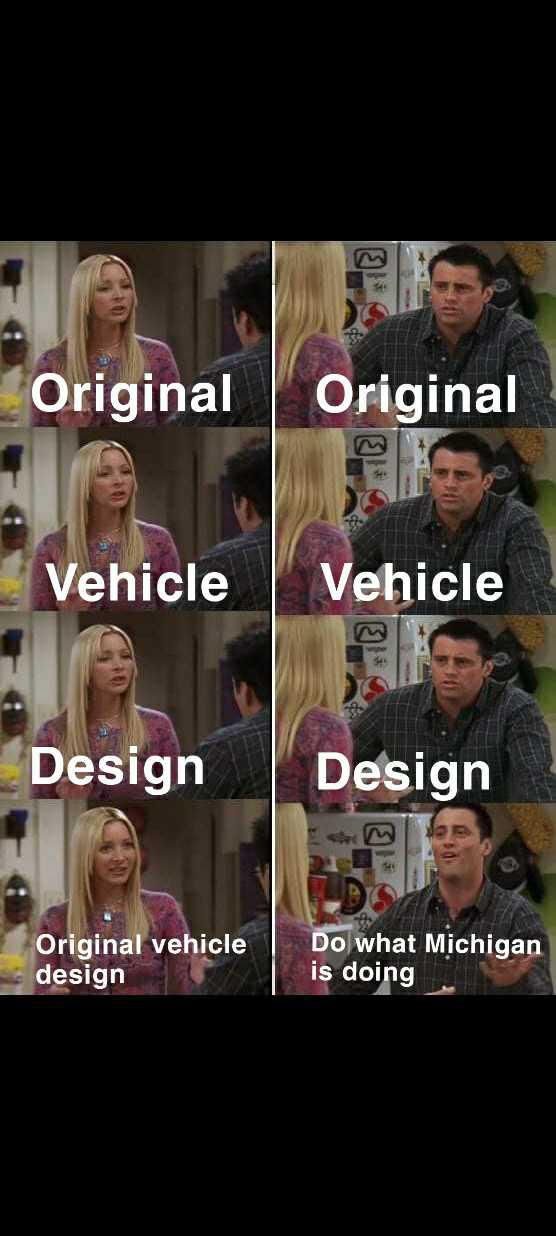 Original
Original
Vehicle
Vehicle
Design
Design
Original vehicle
design
Do what Michigan
is doing